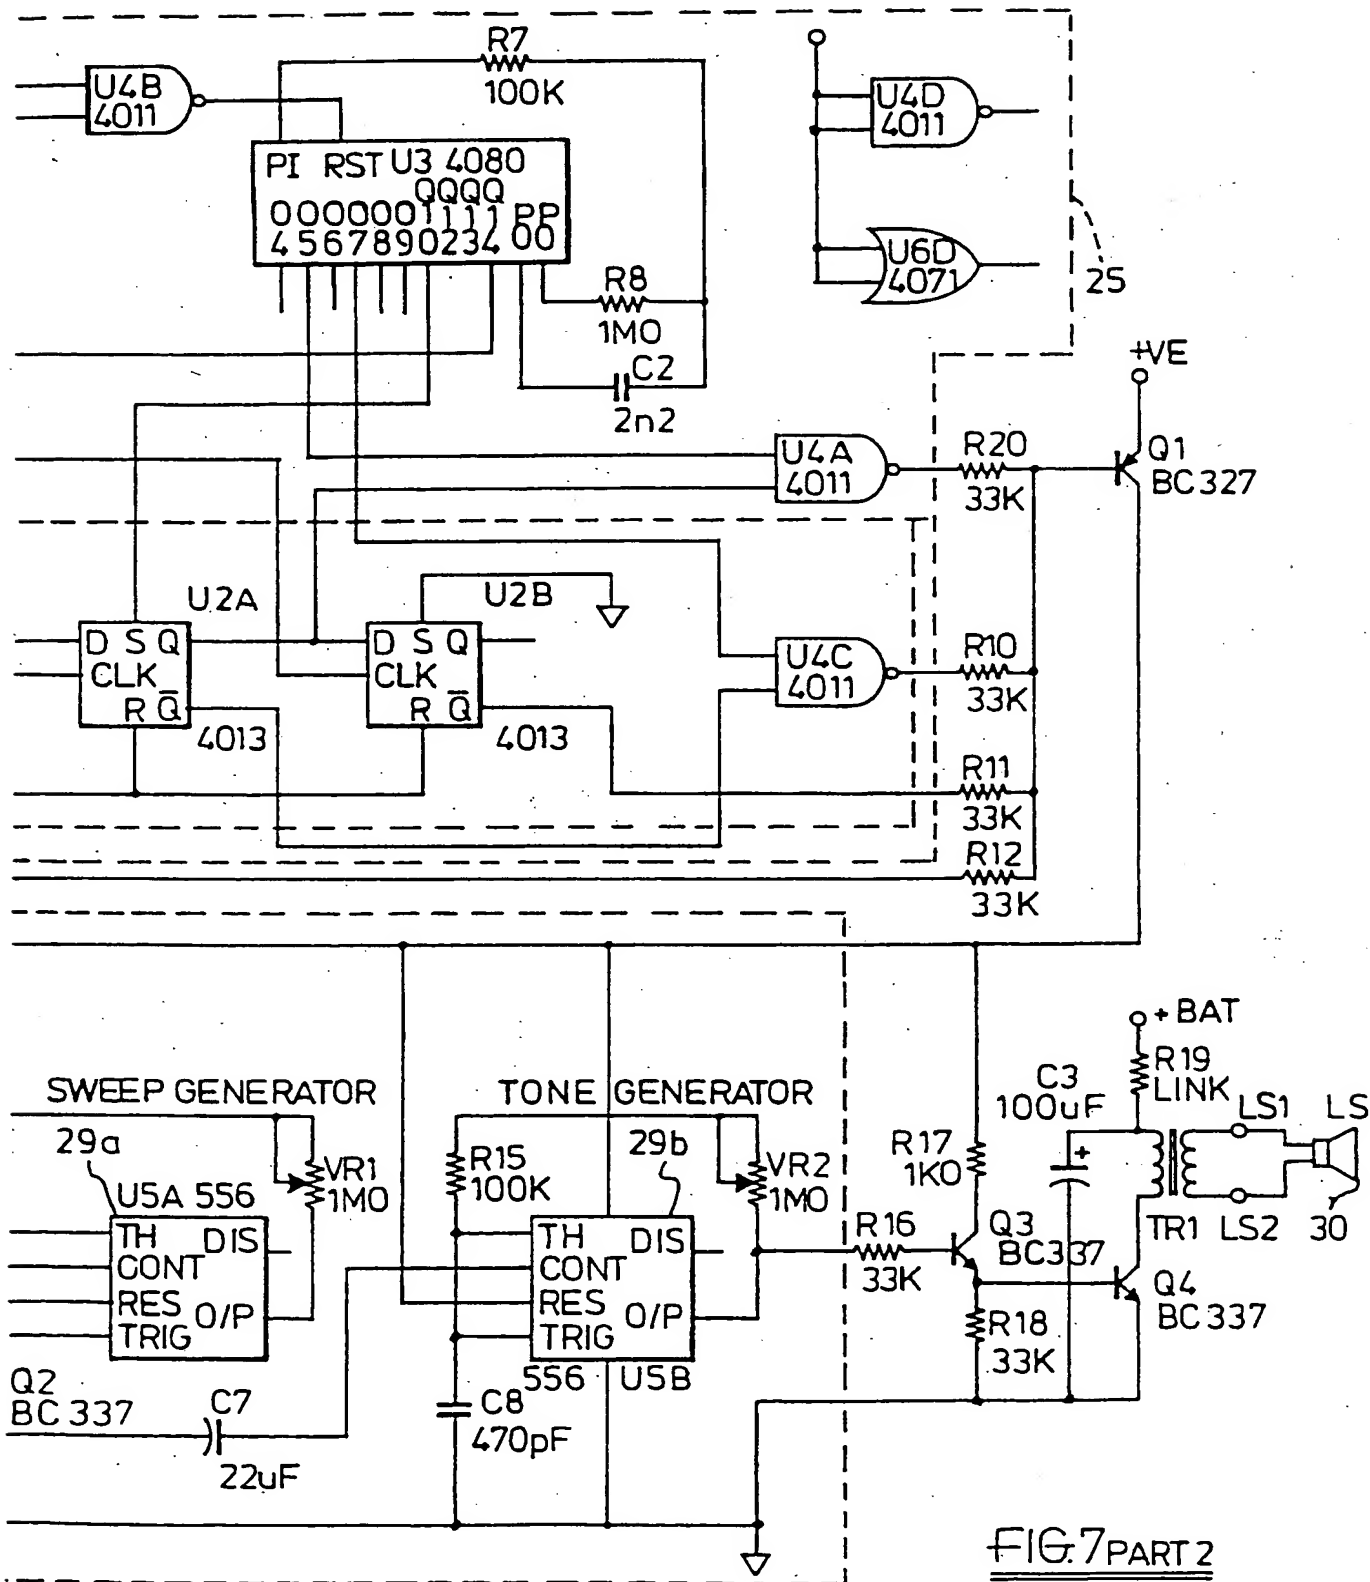 R7
100K
U4B
4011
U4D
4011
PI RST U3 4080
QQQQ
0000001111 PP
4567890234 00
U6D
4071
25
R8
1M0
C2
2n2
+VE
U4A
4011
R20
33K
Q1
BC327
U2A
U2B
D S Q
CLK
R Q̅
4013
D S Q
CLK
R Q̅
4013
U4C
4011
R10
33K
R11
33K
R12
33K
+BAT
R19
LINK
C3
100uF
+
LS1
LS
SWEEP GENERATOR
TONE GENERATOR
29a
VR1
1M0
U5A 556
TH DIS
CONT
RES O/P
TRIG
R15
100K
29b
VR2
1M0
TH DIS
CONT
RES O/P
TRIG
556 U5B
R17
1K0
R16
33K
Q3
BC337
TR1
LS2
30
Q4
BC337
R18
33K
Q2
BC337
C7
22uF
C8
470pF
FIG.7 PART 2